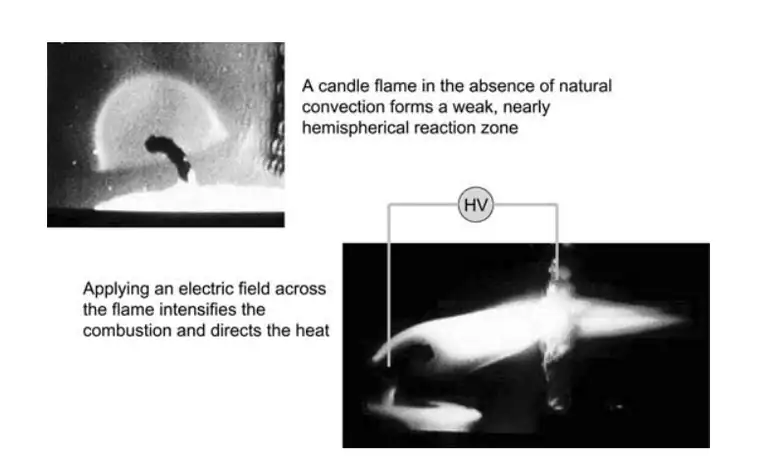 A candle flame in the absence of natural
convection forms a weak, nearly
hemispherical reaction zone
HV
Applying an electric field across
the flame intensifies the
combustion and directs the heat